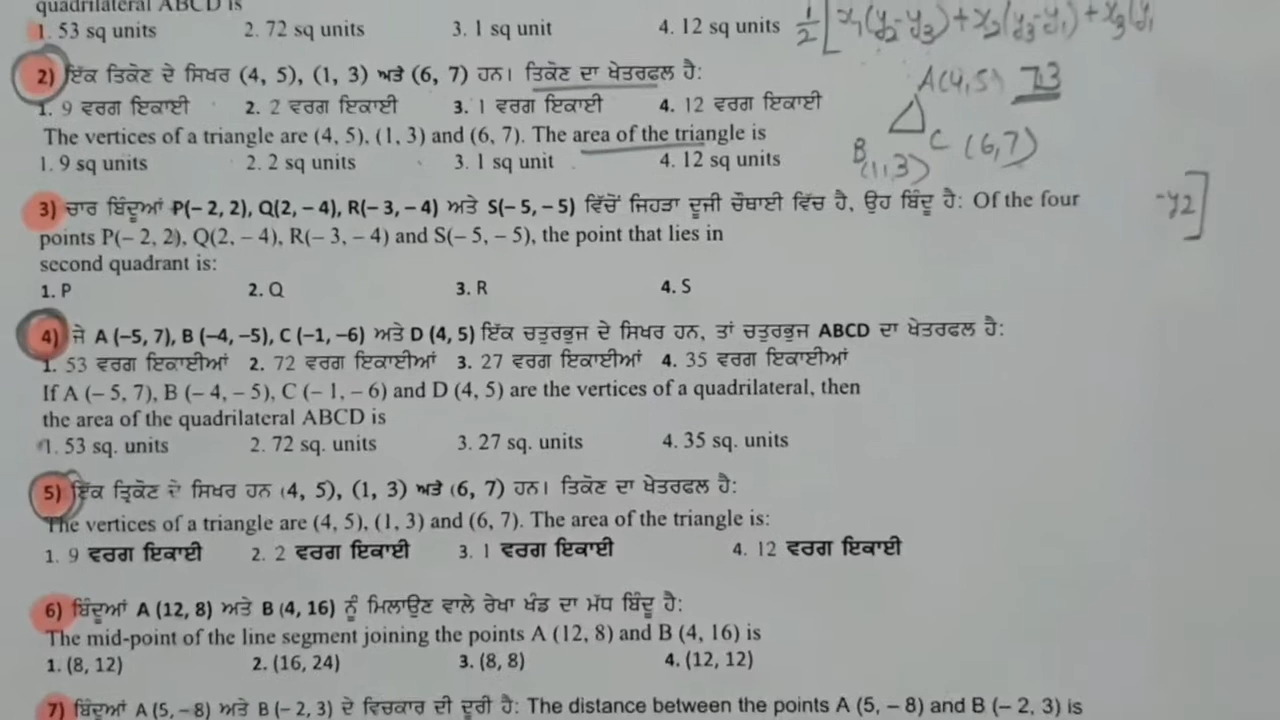 quadrilateral ABCD is
1. 53 sq units 2. 72 sq units 3. 1 sq unit 4. 12 sq units
1/2 [x₁(y₂-y₃)+x₂(y₃-y₁)+x₃(y₁
-y2]
2) ਇੱਕ ਤਿਕੋਣ ਦੇ ਸਿਖਰ (4, 5), (1, 3) ਅਤੇ (6, 7) ਹਨ। ਤਿਕੋਣ ਦਾ ਖੇਤਰਫਲ ਹੈ:
1. 9 ਵਰਗ ਇਕਾਈ 2. 2 ਵਰਗ ਇਕਾਈ 3. 1 ਵਰਗ ਇਕਾਈ 4. 12 ਵਰਗ ਇਕਾਈ
The vertices of a triangle are (4, 5), (1, 3) and (6, 7). The area of the triangle is
1. 9 sq units 2. 2 sq units 3. 1 sq unit 4. 12 sq units
A(4,5) 7.3
B (1,3)
C (6,7)
3) ਚਾਰ ਬਿੰਦੂਆਂ P(– 2, 2), Q(2, – 4), R(– 3, – 4) ਅਤੇ S(– 5, – 5) ਵਿੱਚੋਂ ਜਿਹੜਾ ਦੂਜੀ ਚੌਥਾਈ ਵਿੱਚ ਹੈ, ਉਹ ਬਿੰਦੂ ਹੈ: Of the four
points P(– 2, 2), Q(2, – 4), R(– 3, – 4) and S(– 5, – 5), the point that lies in
second quadrant is:
1. P 2. Q 3. R 4. S
4) ਜੇ A (–5, 7), B (–4, –5), C (–1, –6) ਅਤੇ D (4, 5) ਇੱਕ ਚਤੁਰਭੁਜ ਦੇ ਸਿਖਰ ਹਨ, ਤਾਂ ਚਤੁਰਭੁਜ ABCD ਦਾ ਖੇਤਰਫਲ ਹੈ:
1. 53 ਵਰਗ ਇਕਾਈਆਂ 2. 72 ਵਰਗ ਇਕਾਈਆਂ 3. 27 ਵਰਗ ਇਕਾਈਆਂ 4. 35 ਵਰਗ ਇਕਾਈਆਂ
If A (– 5, 7), B (– 4, – 5), C (– 1, – 6) and D (4, 5) are the vertices of a quadrilateral, then
the area of the quadrilateral ABCD is
1. 53 sq. units 2. 72 sq. units 3. 27 sq. units 4. 35 sq. units
5) ਇੱਕ ਤ੍ਰਿਕੋਣ ਦੇ ਸਿਖਰ ਹਨ (4, 5), (1, 3) ਅਤੇ (6, 7) ਹਨ। ਤਿਕੋਣ ਦਾ ਖੇਤਰਫਲ ਹੈ:
The vertices of a triangle are (4, 5), (1, 3) and (6, 7). The area of the triangle is:
1. 9 ਵਰਗ ਇਕਾਈ 2. 2 ਵਰਗ ਇਕਾਈ 3. 1 ਵਰਗ ਇਕਾਈ 4. 12 ਵਰਗ ਇਕਾਈ
6) ਬਿੰਦੂਆਂ A (12, 8) ਅਤੇ B (4, 16) ਨੂੰ ਮਿਲਾਉਣ ਵਾਲੇ ਰੇਖਾ ਖੰਡ ਦਾ ਮੱਧ ਬਿੰਦੂ ਹੈ:
The mid-point of the line segment joining the points A (12, 8) and B (4, 16) is
1. (8, 12) 2. (16, 24) 3. (8, 8) 4. (12, 12)
7) ਬਿੰਦੂਆਂ A (5, – 8) ਅਤੇ B (– 2, 3) ਦੇ ਵਿਚਕਾਰ ਦੀ ਦੂਰੀ ਹੈ: The distance between the points A (5, – 8) and B (– 2, 3) is